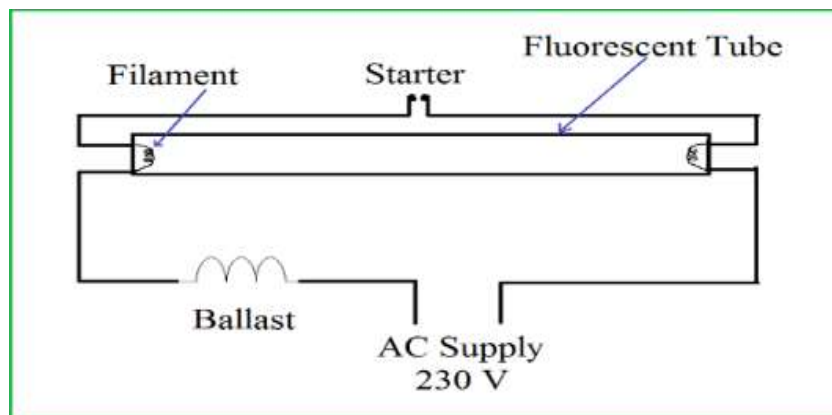 Fluorescent Tube
Filament
Starter
Ballast
AC Supply
230 V